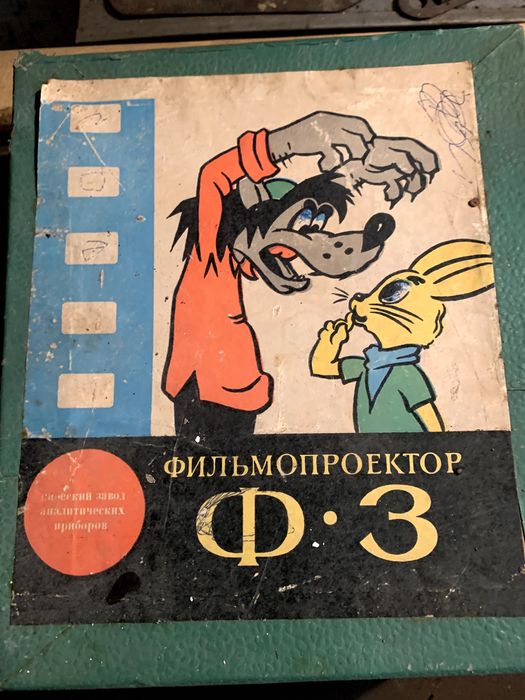 ФИЛЬМОПРОЕКТОР
Ф·3
завод
аналитических
приборов